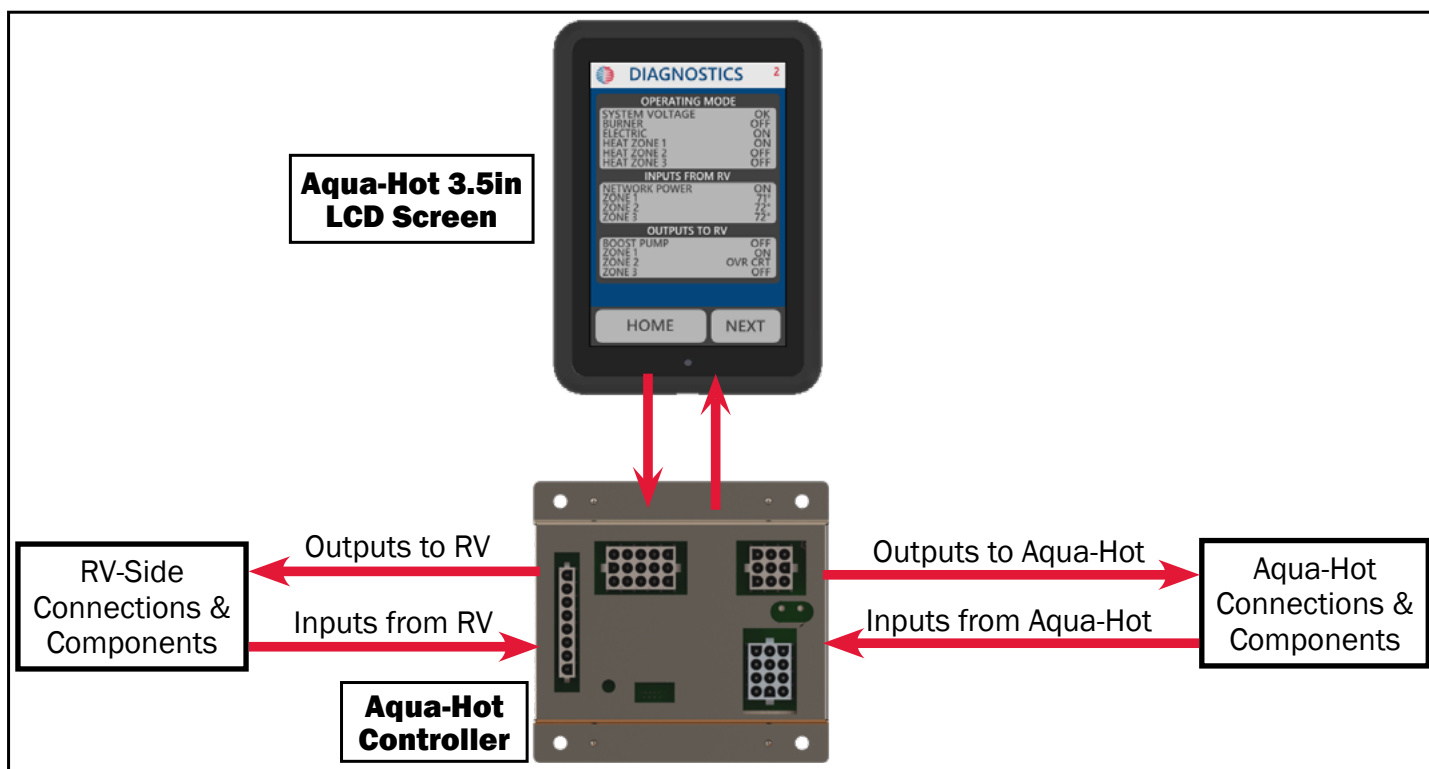 DIAGNOSTICS 2
OPERATING MODE
SYSTEM VOLTAGE OK
BURNER OFF
ELECTRIC ON
HEAT ZONE 1 ON
HEAT ZONE 2 OFF
HEAT ZONE 3 OFF
INPUTS FROM RV
NETWORK POWER ON
ZONE 1 71°
ZONE 2 72°
ZONE 3 72°
OUTPUTS TO RV
BOOST PUMP OFF
ZONE 1 ON
ZONE 2 OVR CRT
ZONE 3 OFF
HOME NEXT
Aqua-Hot 3.5in
LCD Screen
Outputs to RV
Inputs from RV
RV-Side
Connections &
Components
Outputs to Aqua-Hot
Inputs from Aqua-Hot
Aqua-Hot
Connections &
Components
Aqua-Hot
Controller